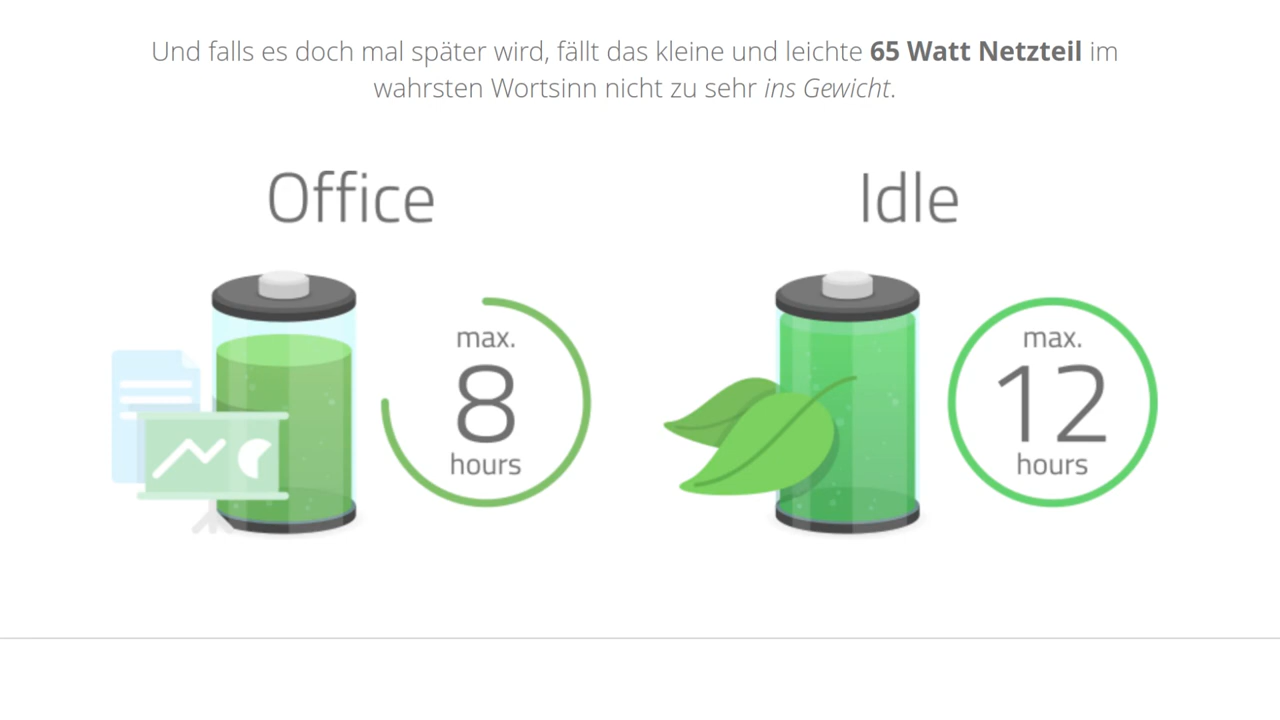 Und falls es doch mal später wird, fällt das kleine und leichte 65 Watt Netzteil im
wahrsten Wortsinn nicht zu sehr ins Gewicht.
Office
max.
8
hours
Idle
max.
12
hours